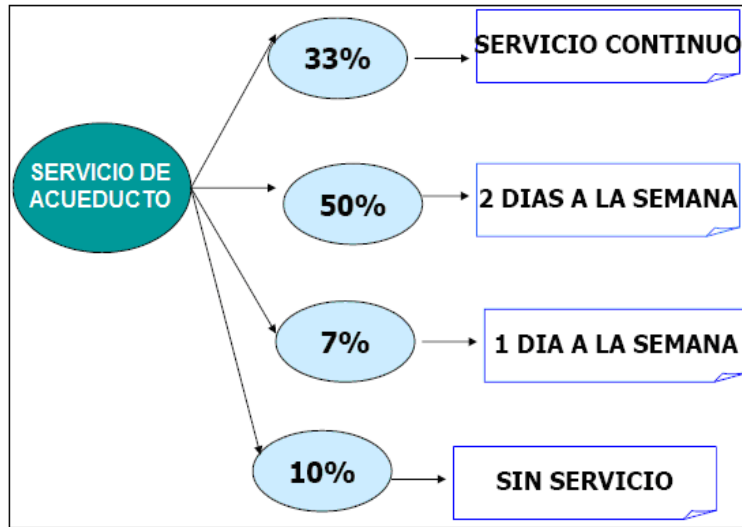 SERVICIO DE
ACUEDUCTO
33%
SERVICIO CONTINUO
50%
2 DIAS A LA SEMANA
7%
1 DIA A LA SEMANA
10%
SIN SERVICIO